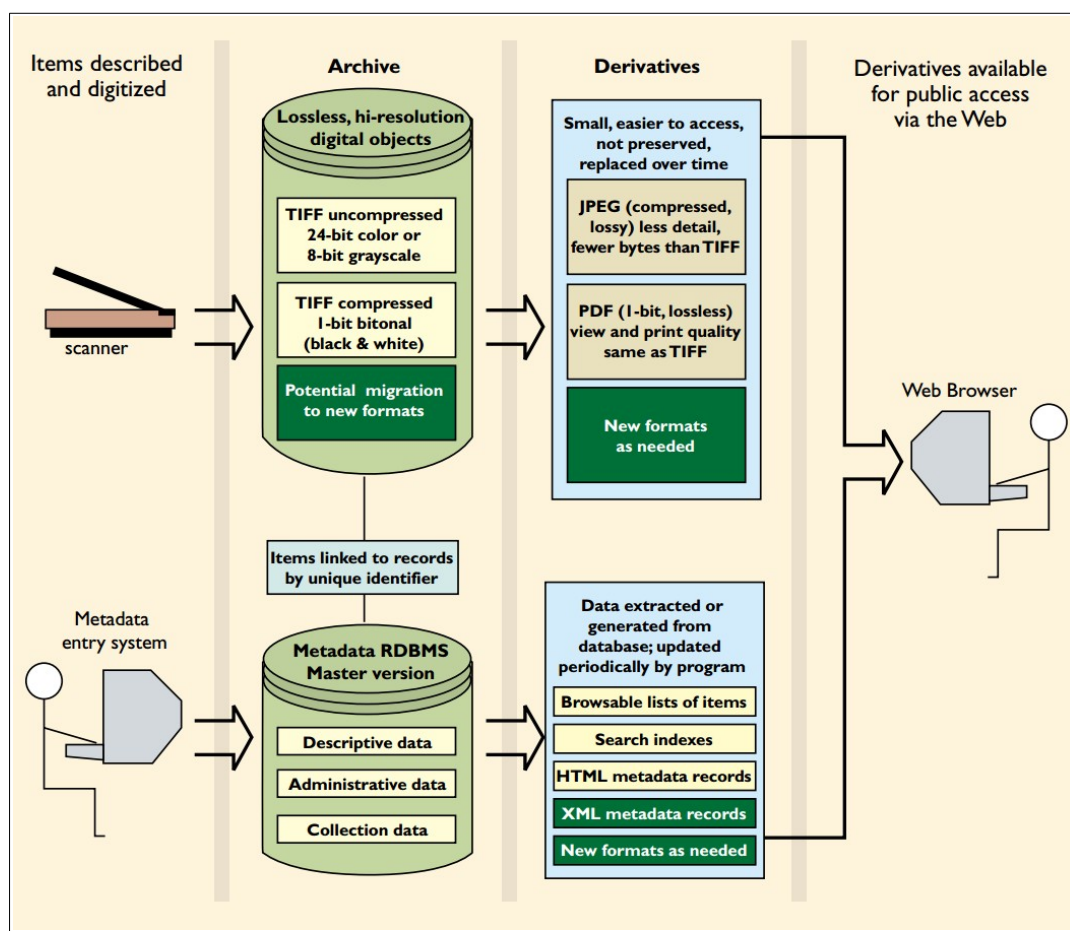 Items described
and digitized
Archive
Derivatives
Derivatives available
for public access
via the Web
Lossless, hi-resolution
digital objects
TIFF uncompressed
24-bit color or
8-bit grayscale
TIFF compressed
1-bit bitonal
(black & white)
Potential migration
to new formats
Small, easier to access,
not preserved,
replaced over time
JPEG (compressed,
lossy) less detail,
fewer bytes than TIFF
PDF (1-bit, lossless)
view and print quality
same as TIFF
New formats
as needed
scanner
Web Browser
Items linked to records
by unique identifier
Metadata
entry system
Metadata RDBMS
Master version
Descriptive data
Administrative data
Collection data
Data extracted or
generated from
database; updated
periodically by program
Browsable lists of items
Search indexes
HTML metadata records
XML metadata records
New formats as needed